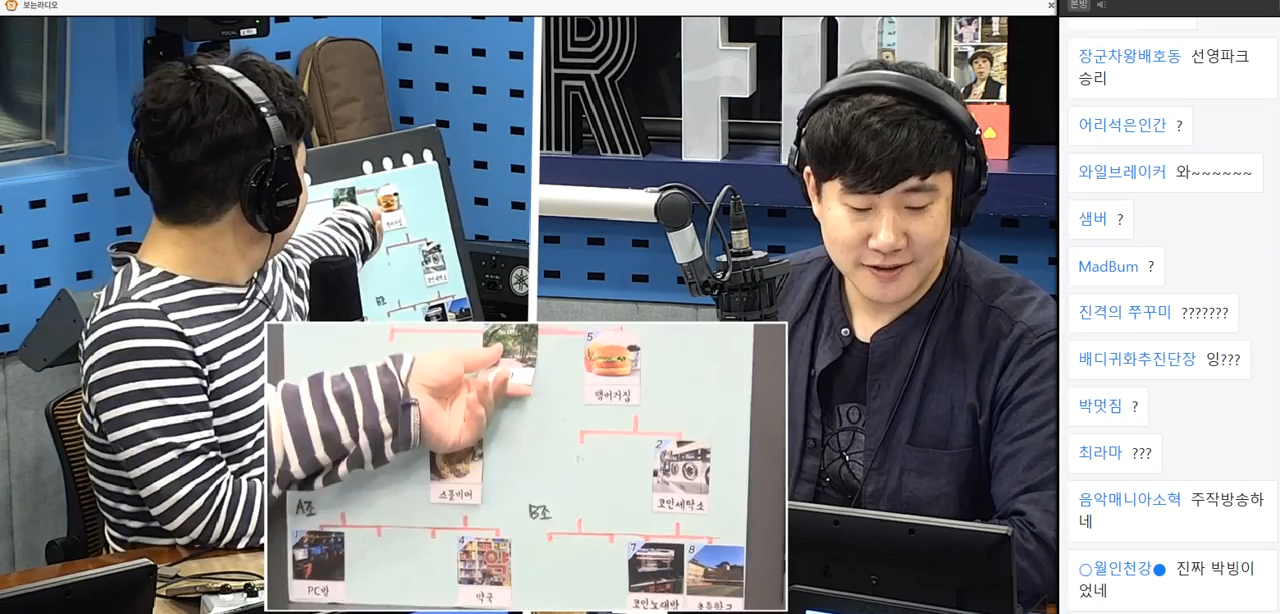 보는라디오
본방
장군차왕배호동 선영파크
승리
어리석은인간 ?
와일브레이커 와~~~~~~
샘버 ?
MadBum ?
진격의 쭈꾸미 ???????
배디귀화추진단장 잉???
박멋짐 ?
최라마 ???
음악매니아소혁 주작방송하
네
○월인천강● 진짜 박빙이
었네
5
햄버거집
스몰비어
2
코인세탁소
A조
B조
1
PC방
4
약국
7
코인노래방
8
초등학교